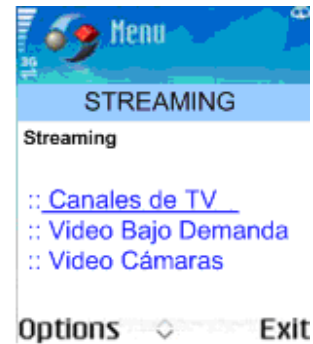 Menu
3G
STREAMING
Streaming
:: Canales de TV
:: Video Bajo Demanda
:: Video Cámaras
Options Exit